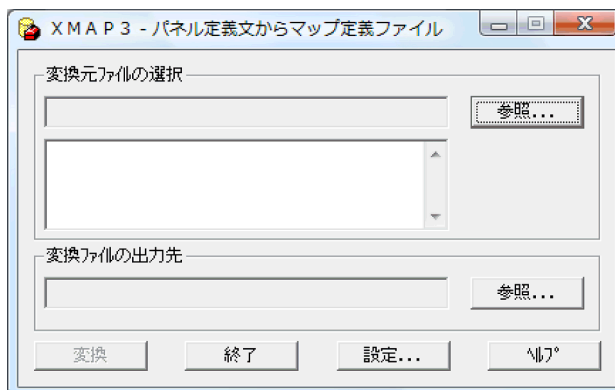 XMAP3 - パネル定義文からマップ定義ファイル
変換元ファイルの選択
参照...
変換ファイルの出力先
参照...
変換
終了
設定...
ヘルプ